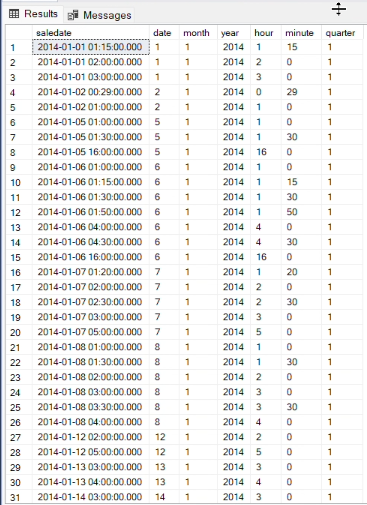 Results Messages
saledate date month year hour minute quarter
1 2014-01-01 01:15:00.000 1 1 2014 1 15 1
2 2014-01-01 02:00:00.000 1 1 2014 2 0 1
3 2014-01-01 03:00:00.000 1 1 2014 3 0 1
4 2014-01-02 00:29:00.000 2 1 2014 0 29 1
5 2014-01-02 01:00:00.000 2 1 2014 1 0 1
6 2014-01-05 01:00:00.000 5 1 2014 1 0 1
7 2014-01-05 01:30:00.000 5 1 2014 1 30 1
8 2014-01-05 16:00:00.000 5 1 2014 16 0 1
9 2014-01-06 01:00:00.000 6 1 2014 1 0 1
10 2014-01-06 01:15:00.000 6 1 2014 1 15 1
11 2014-01-06 01:30:00.000 6 1 2014 1 30 1
12 2014-01-06 01:50:00.000 6 1 2014 1 50 1
13 2014-01-06 04:00:00.000 6 1 2014 4 0 1
14 2014-01-06 04:30:00.000 6 1 2014 4 30 1
15 2014-01-06 16:00:00.000 6 1 2014 16 0 1
16 2014-01-07 01:20:00.000 7 1 2014 1 20 1
17 2014-01-07 02:00:00.000 7 1 2014 2 0 1
18 2014-01-07 02:30:00.000 7 1 2014 2 30 1
19 2014-01-07 03:00:00.000 7 1 2014 3 0 1
20 2014-01-07 05:00:00.000 7 1 2014 5 0 1
21 2014-01-08 01:00:00.000 8 1 2014 1 0 1
22 2014-01-08 01:30:00.000 8 1 2014 1 30 1
23 2014-01-08 02:00:00.000 8 1 2014 2 0 1
24 2014-01-08 03:00:00.000 8 1 2014 3 0 1
25 2014-01-08 03:30:00.000 8 1 2014 3 30 1
26 2014-01-08 04:00:00.000 8 1 2014 4 0 1
27 2014-01-12 02:00:00.000 12 1 2014 2 0 1
28 2014-01-12 05:00:00.000 12 1 2014 5 0 1
29 2014-01-13 03:00:00.000 13 1 2014 3 0 1
30 2014-01-13 04:00:00.000 13 1 2014 4 0 1
31 2014-01-14 03:00:00.000 14 1 2014 3 0 1